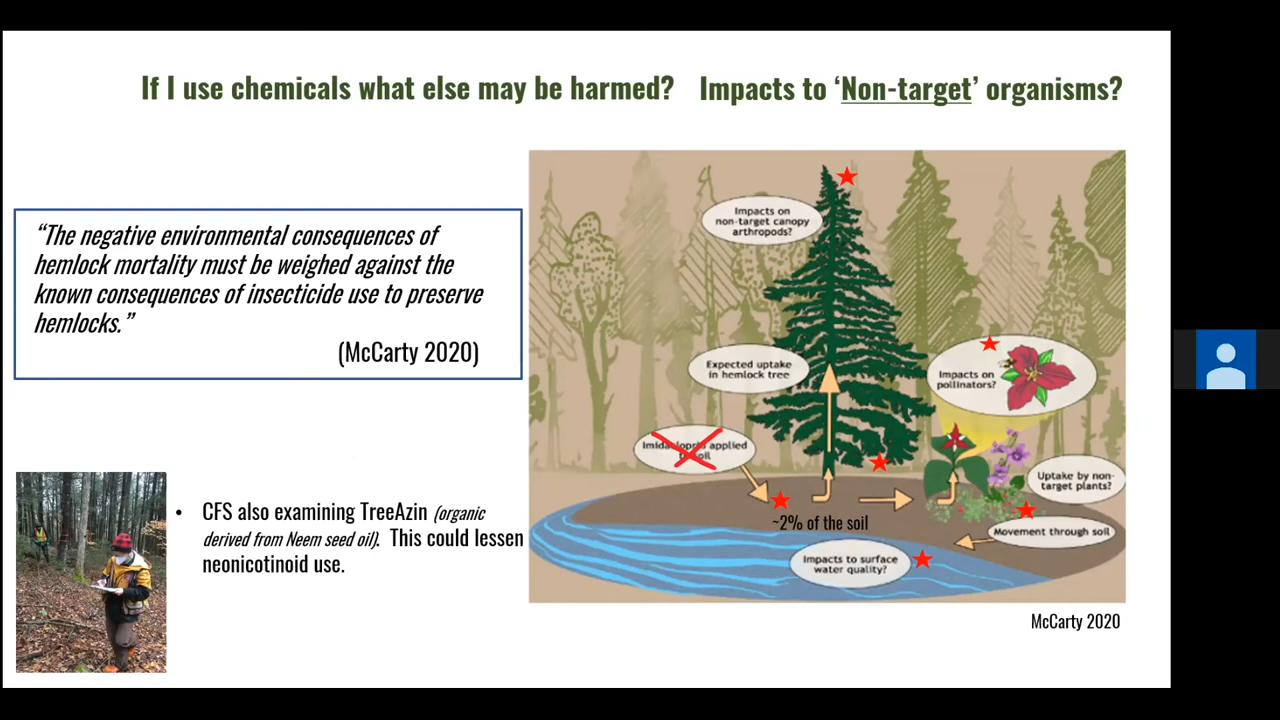 If I use chemicals what else may be harmed? Impacts to ‘Non-target’ organisms?
“The negative environmental consequences of
hemlock mortality must be weighed against the
known consequences of insecticide use to preserve
hemlocks.”
(McCarty 2020)
• CFS also examining TreeAzin (organic
derived from Neem seed oil). This could lessen
neonicotinoid use.
Impacts on
non-target canopy
arthropods?
Expected uptake
in hemlock tree
Impacts on
pollinators?
applied
Uptake by non-
target plants?
~2% of the soil
Movement through soil
Impacts to surface
water quality?
McCarty 2020